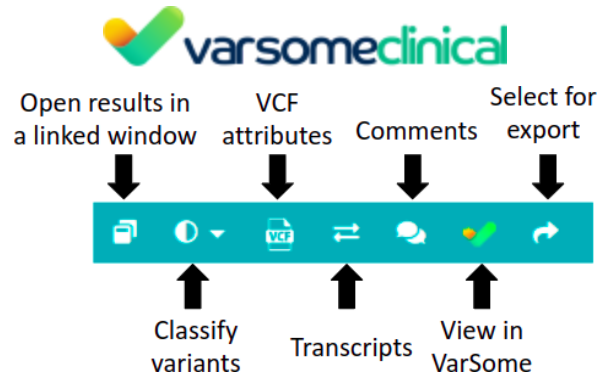 varsomeclinical
Open results in
a linked window
VCF
attributes
Comments
Select for
export
VCF
Classify
variants
Transcripts
View in
VarSome